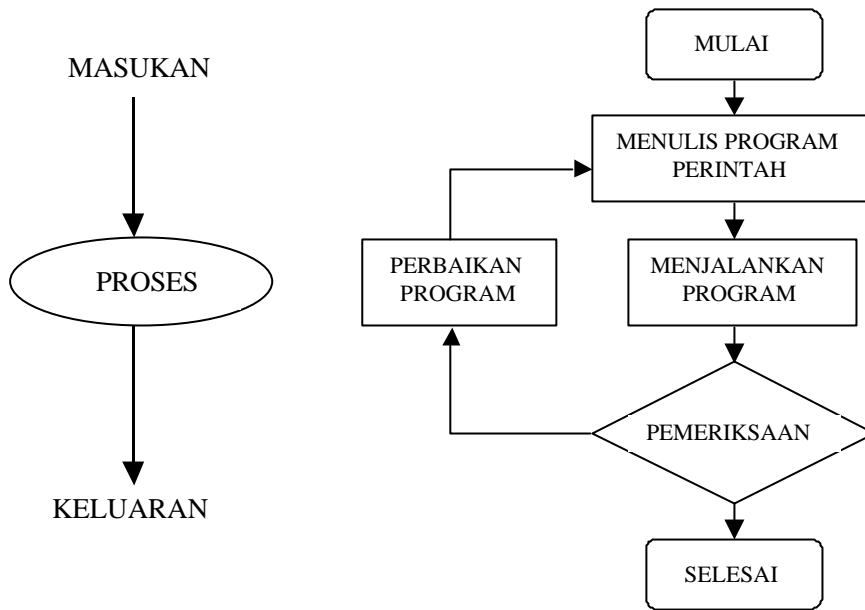 MASUKAN
PROSES
KELUARAN
MULAI
MENULIS PROGRAM
PERINTAH
PERBAIKAN
PROGRAM
MENJALANKAN
PROGRAM
PEMERIKSAAN
SELESAI